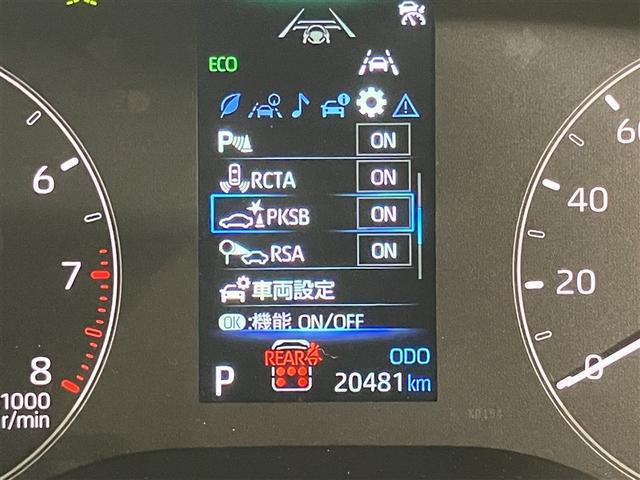 ECO
P ON
RCTA ON
PKSB ON
RSA ON
車両設定
OK :機能 ON/OFF
REAR
ODO
P 20481 km
6
7
8
1000
r/min
60
40
20
0